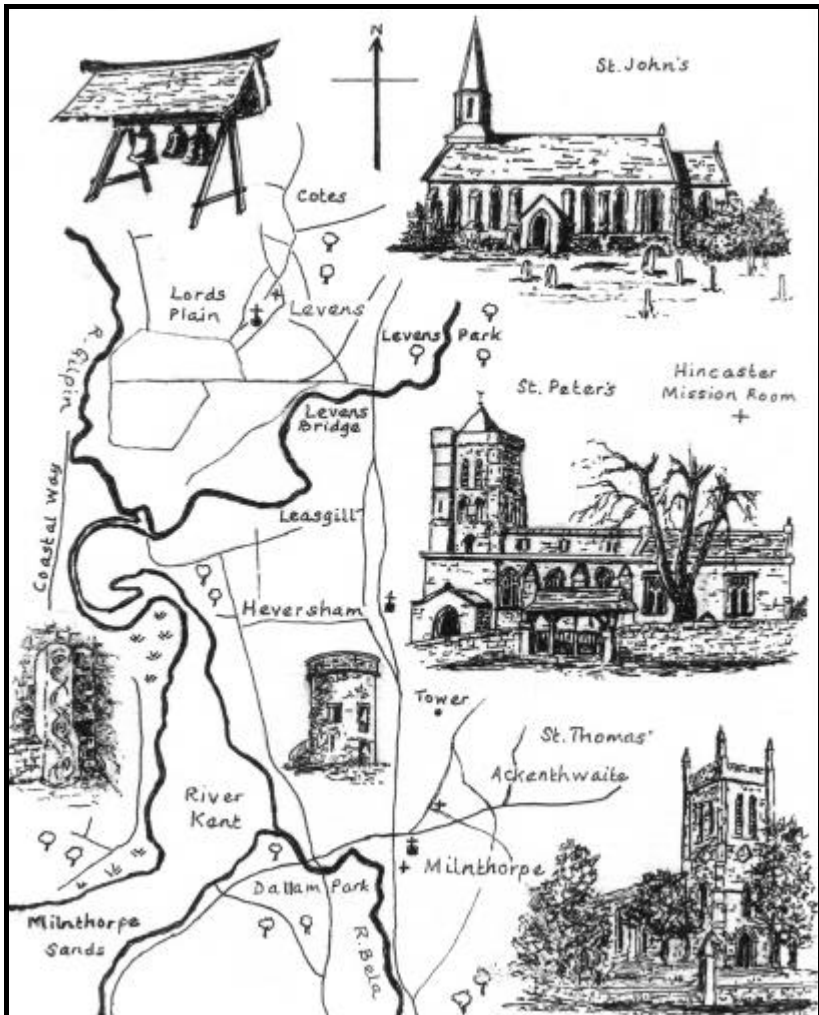 N
St. John's
Cotes
Lords
Plain
Levens
R. Gilpin
Levens Park
Hincaster
Mission Room
St. Peter's
Levens
Bridge
Coastal Way
Leasgill
Heversham
Tower
St. Thomas'
Ackenthwaite
River
Kent
Milnthorpe
Dallam Park
Milnthorpe
Sands
R. Bela